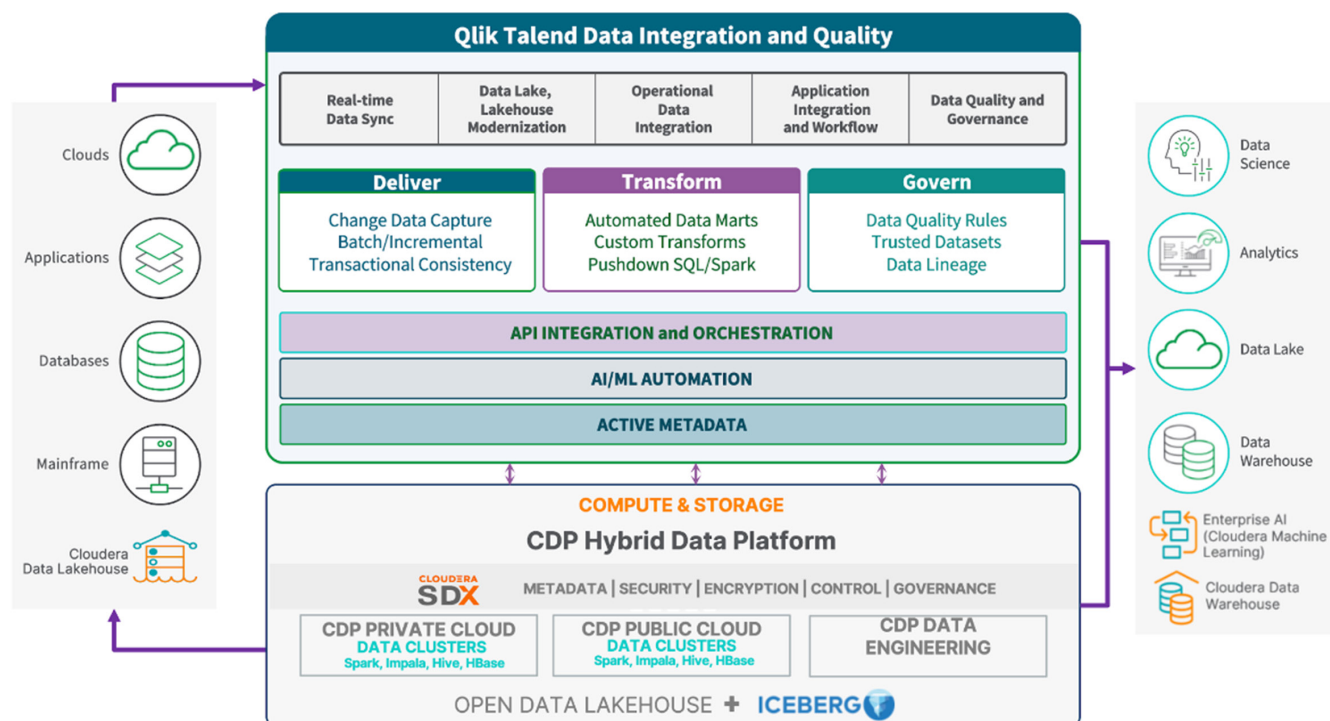 Qlik Talend Data Integration and Quality
Real-time
Data Sync
Data Lake,
Lakehouse
Modernization
Operational
Data
Integration
Application
Integration
and Workflow
Data Quality and
Governance
Clouds
Applications
Databases
Mainframe
Cloudera
Data Lakehouse
Deliver
Change Data Capture
Batch/Incremental
Transactional Consistency
Transform
Automated Data Marts
Custom Transforms
Pushdown SQL/Spark
Govern
Data Quality Rules
Trusted Datasets
Data Lineage
API INTEGRATION and ORCHESTRATION
AI/ML AUTOMATION
ACTIVE METADATA
COMPUTE & STORAGE
CDP Hybrid Data Platform
CLOUDERA
SDX
METADATA | SECURITY | ENCRYPTION | CONTROL | GOVERNANCE
CDP PRIVATE CLOUD
DATA CLUSTERS
Spark, Impala, Hive, HBase
CDP PUBLIC CLOUD
DATA CLUSTERS
Spark, Impala, Hive, HBase
CDP DATA
ENGINEERING
OPEN DATA LAKEHOUSE + ICEBERG
Data
Science
Analytics
Data Lake
Data
Warehouse
Enterprise AI
(Cloudera Machine
Learning)
Cloudera Data
Warehouse